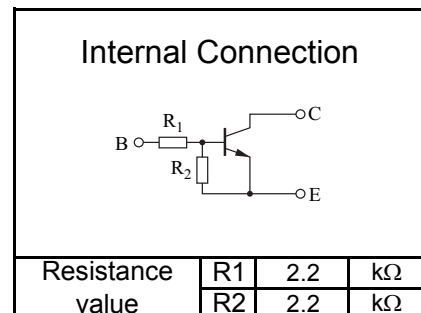 Internal Connection
C
R1
B
R2
E
Resistance value R1 2.2 kΩ
R2 2.2 kΩ